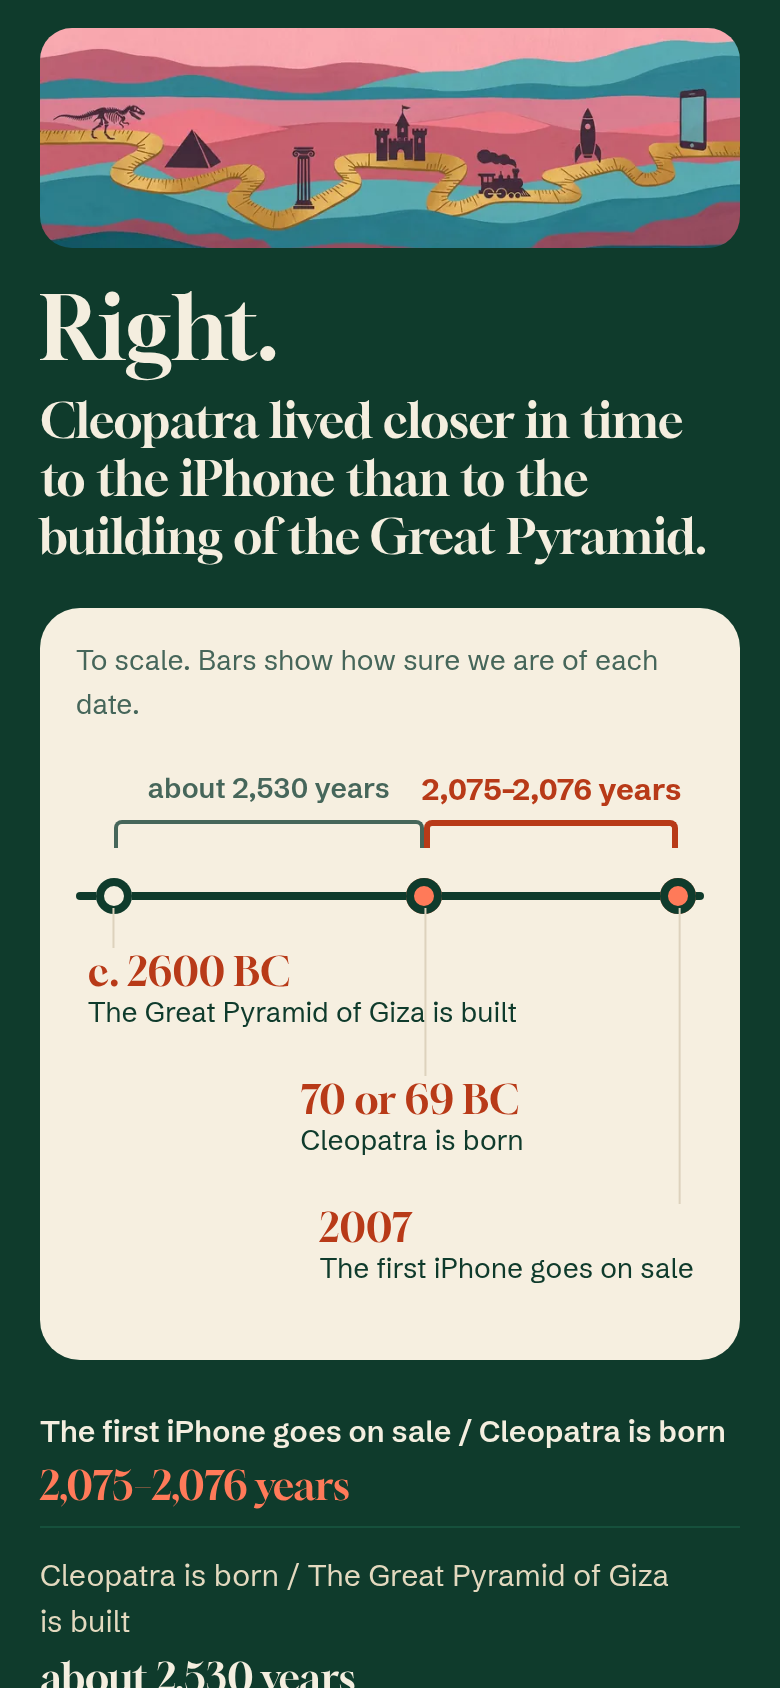 Right.
Cleopatra lived closer in time
to the iPhone than to the
building of the Great Pyramid.
To scale. Bars show how sure we are of each
date.
about 2,530 years
2,075–2,076 years
c. 2600 BC
The Great Pyramid of Giza is built
70 or 69 BC
Cleopatra is born
2007
The first iPhone goes on sale
The first iPhone goes on sale / Cleopatra is born
2,075–2,076 years
Cleopatra is born / The Great Pyramid of Giza
is built
about 2,530 years